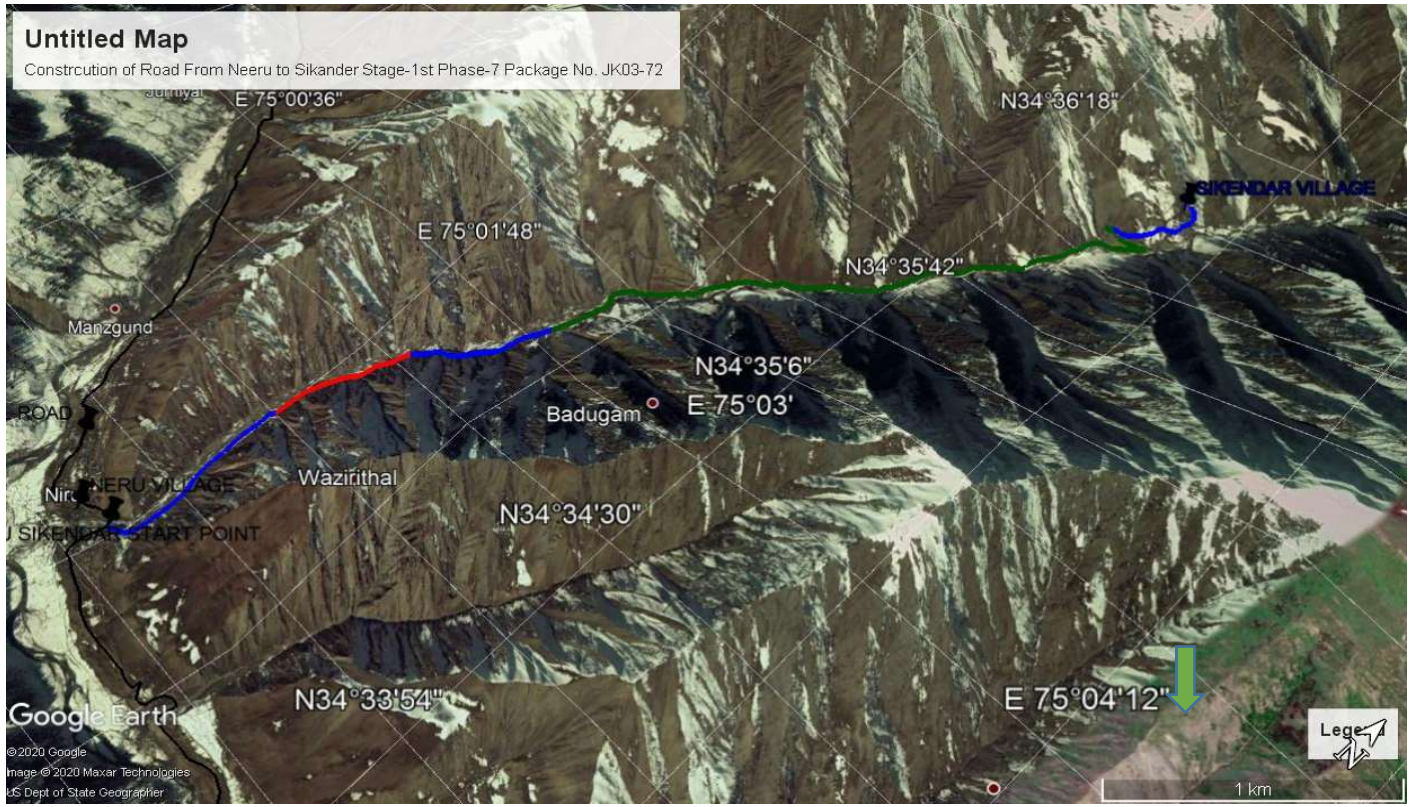 Untitled Map
Constrcution of Road From Neeru to Sikander Stage-1st Phase-7 Package No. JK03-72
E 75°00'36"
N34°36'18"
SIKENDAR VILLAGE
E 75°01'48"
N34°35'42"
Manzgund
N34°35'6"
E 75°03'
ROAD
Badugam
Wazirithal
NERU VILLAGE
N34°34'30"
SIKENDAR START POINT
N34°33'54"
E 75°04'12"
Google Earth
© 2020 Google
Image © 2020 Maxar Technologies
US Dept of State Geographer
N
1 km